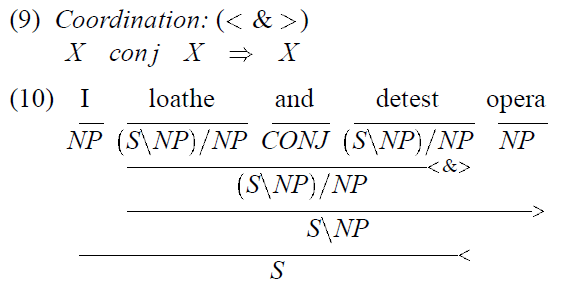 (9) Coordination: (< & >)
X conj X ⇒ X
(10) I loathe and detest opera
NP (S\NP)/NP CONJ (S\NP)/NP NP
<&>
(S\NP)/NP
>
S\NP
<
S